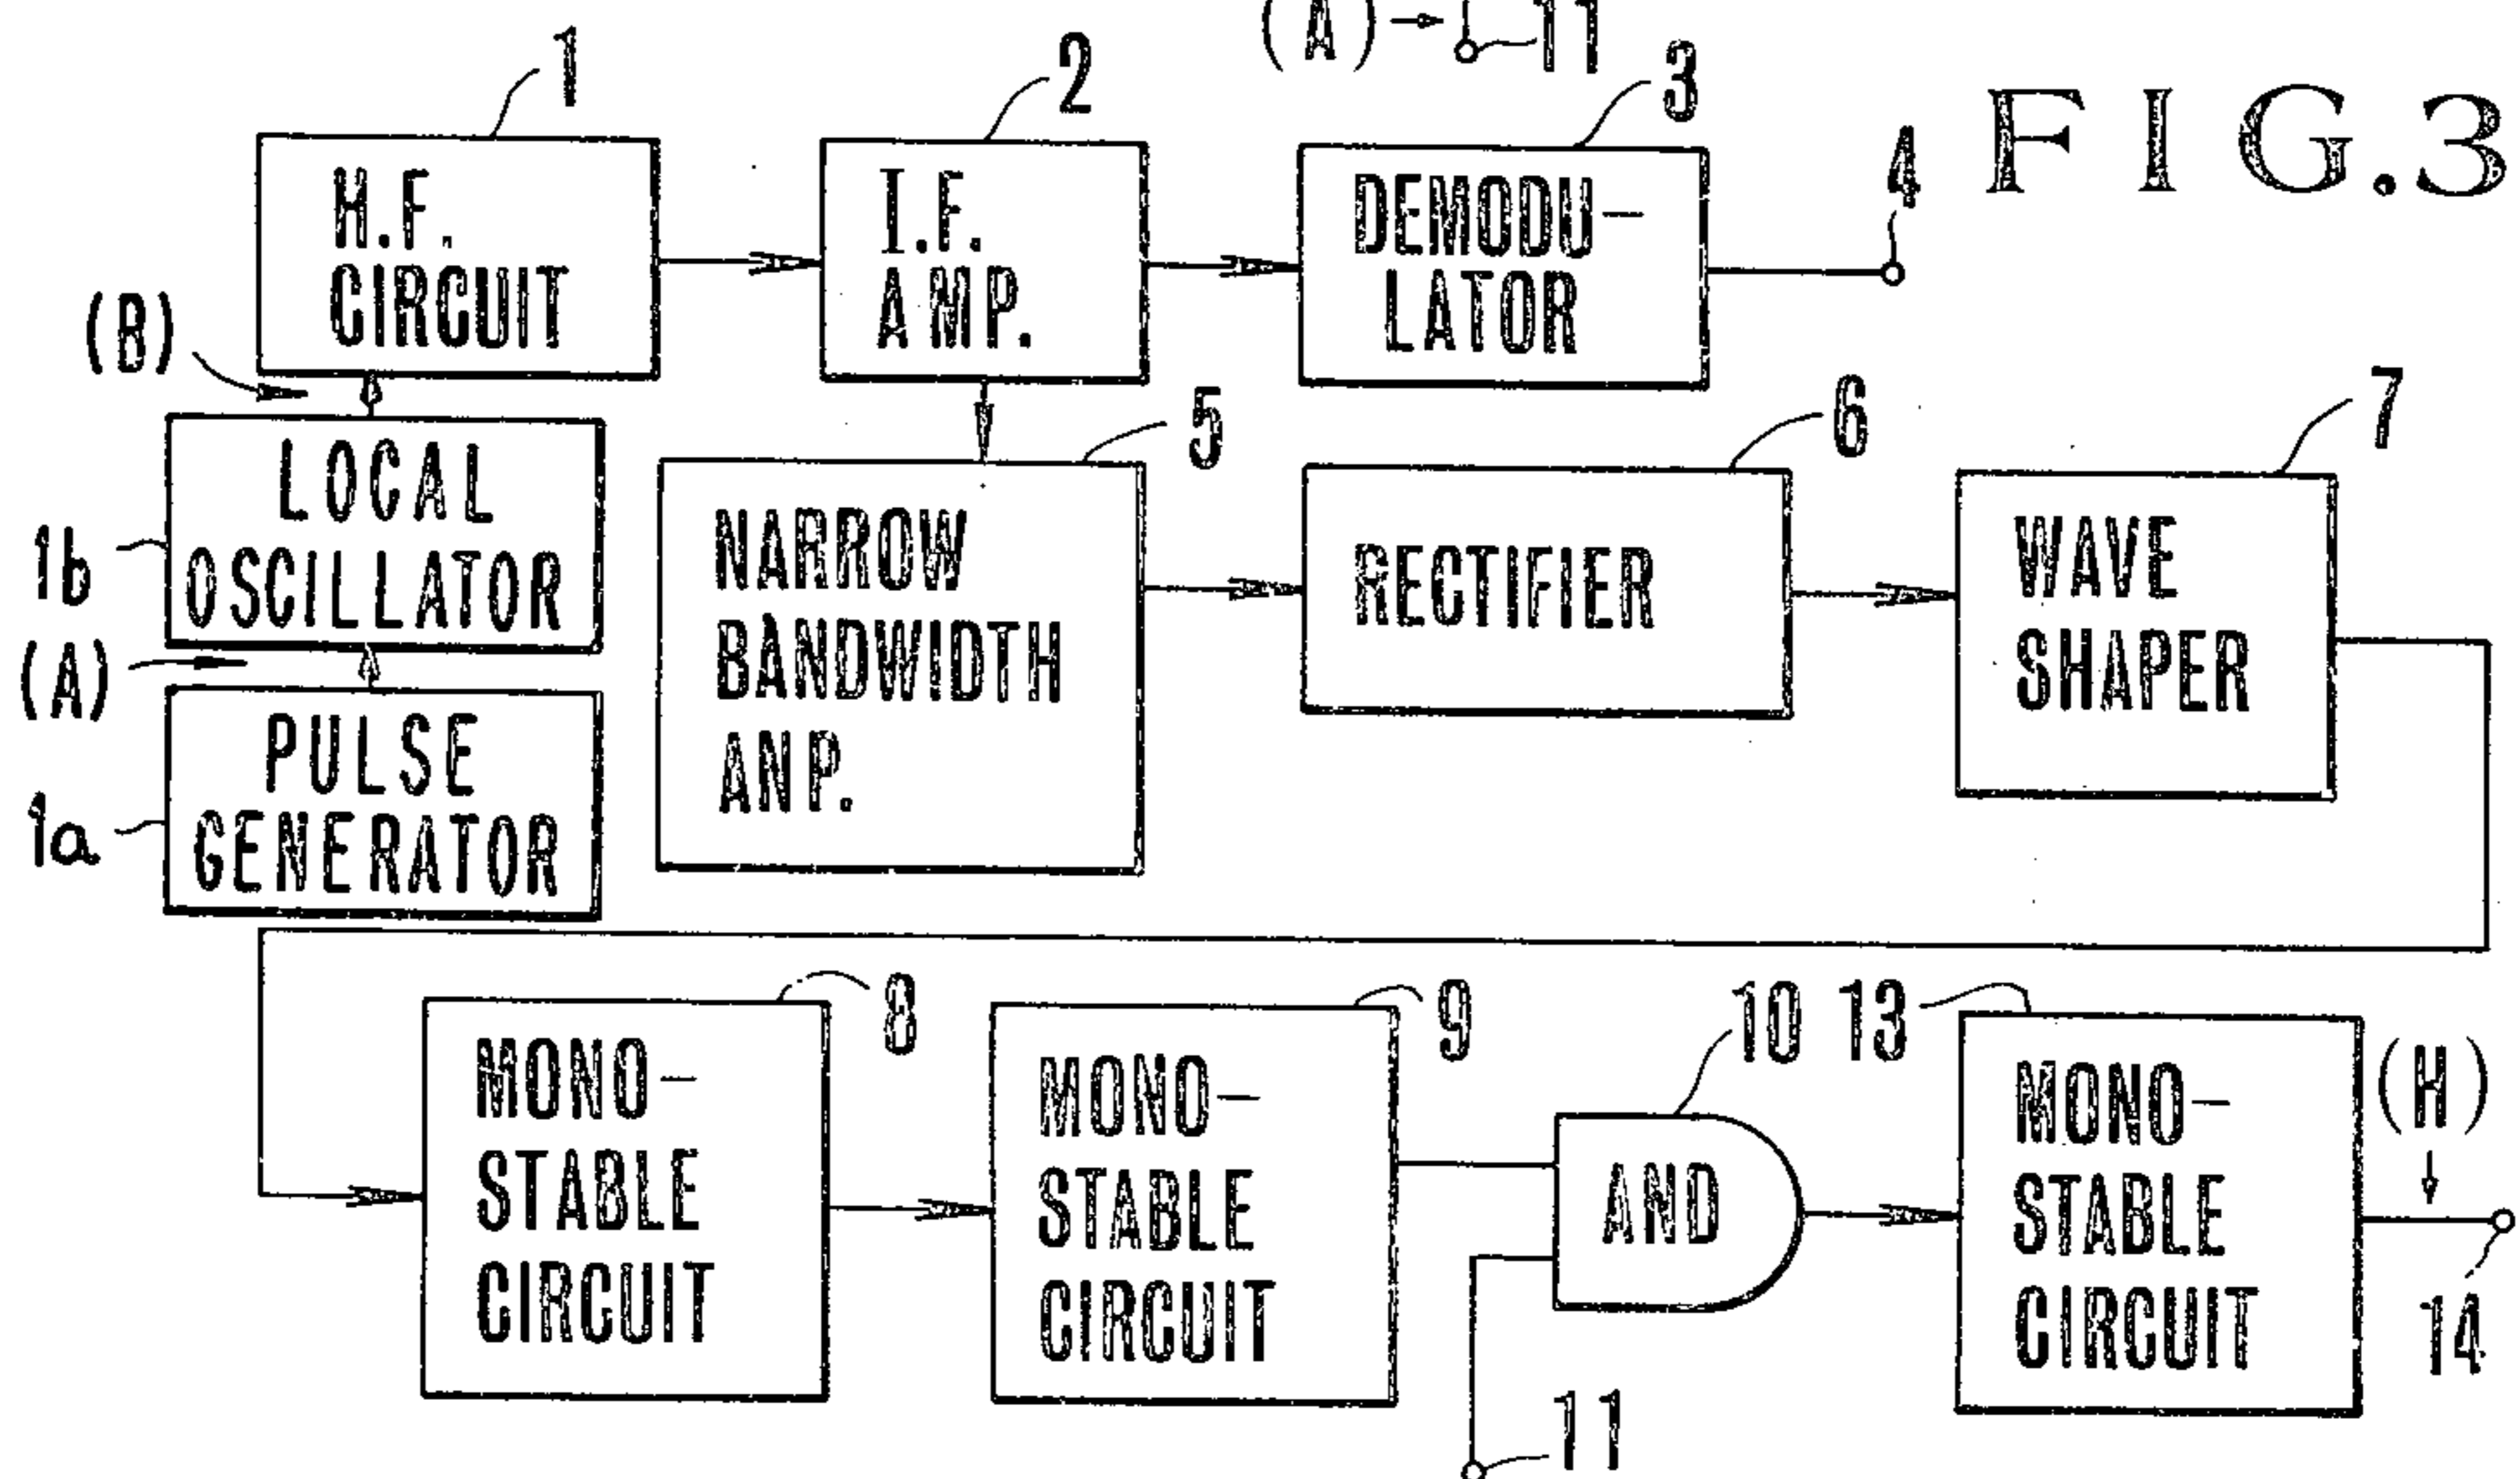 (A)
11
1
2
3
4
FIG.3
H.F.
CIRCUIT
I.F.
AMP.
DEMODU-
LATOR
(B)
5
6
7
LOCAL
OSCILLATOR
1b
NARROW
BANDWIDTH
ANP.
RECTIFIER
WAVE
SHAPER
(A)
PULSE
GENERATOR
1a
8
9
10
13
MONO-
STABLE
CIRCUIT
MONO-
STABLE
CIRCUIT
AND
MONO-
STABLE
CIRCUIT
(H)
14
11